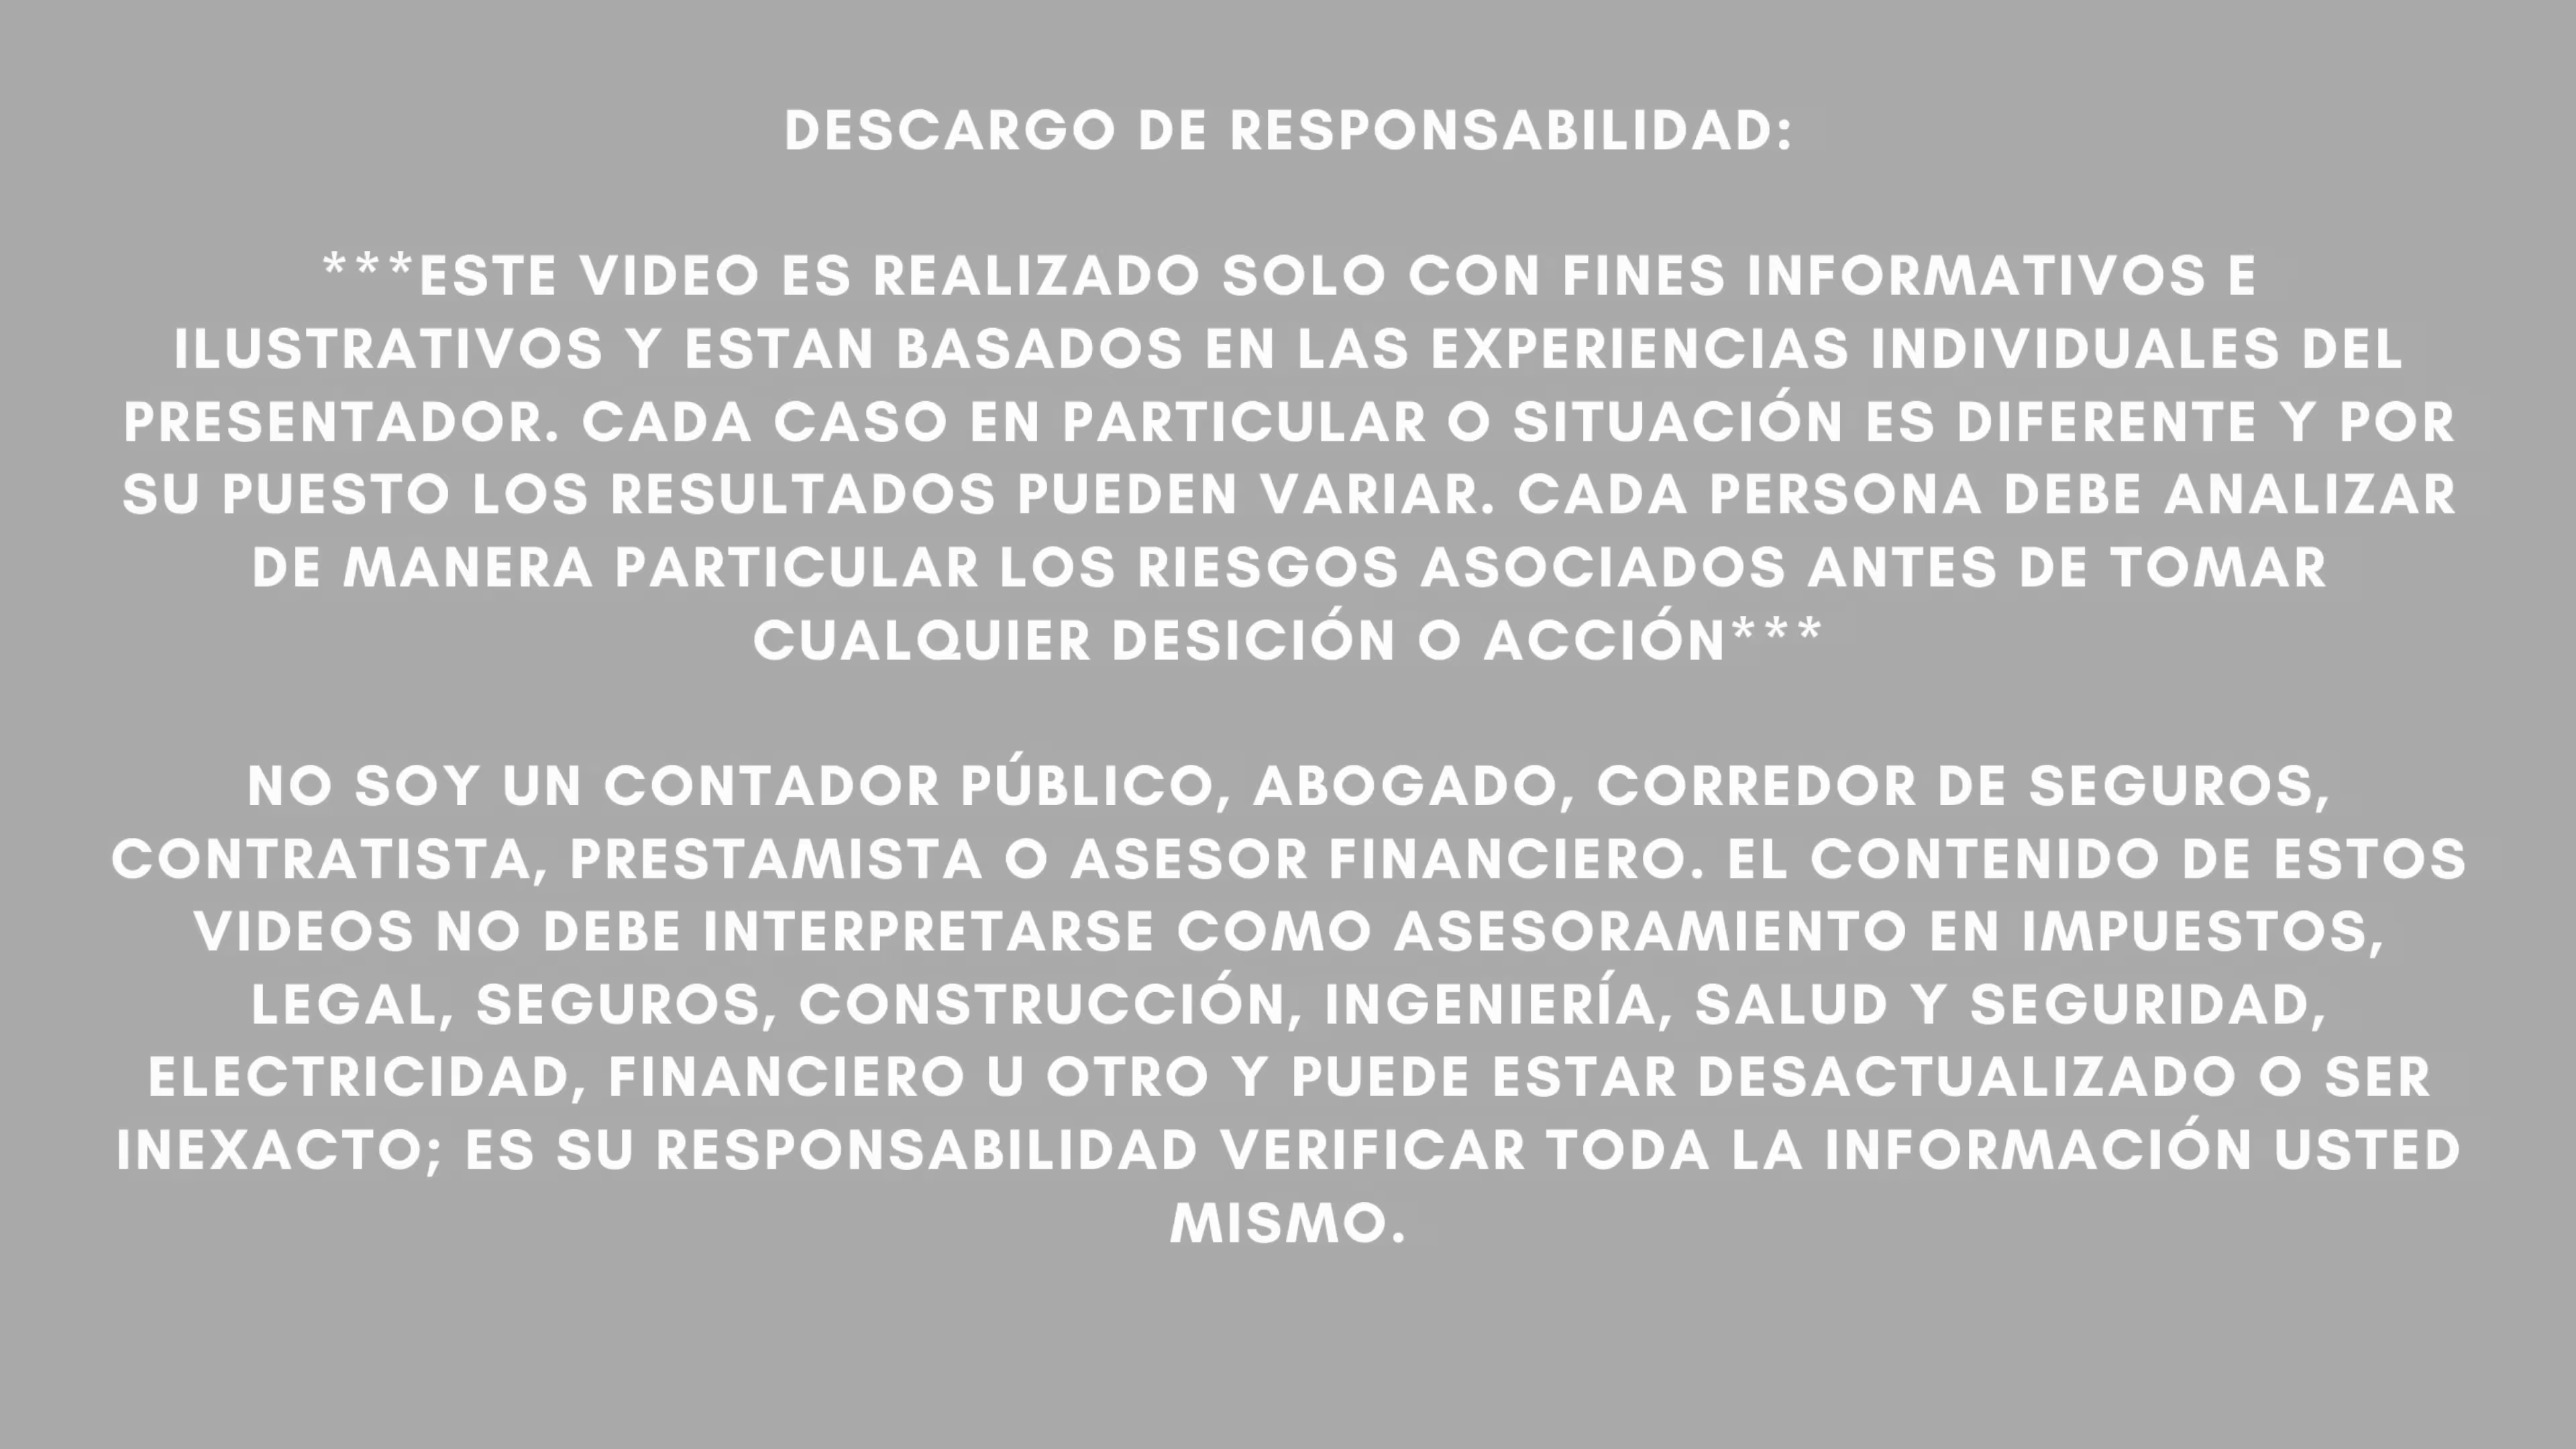 DESCARGO DE RESPONSABILIDAD:
***ESTE VIDEO ES REALIZADO SOLO CON FINES INFORMATIVOS E
ILUSTRATIVOS Y ESTAN BASADOS EN LAS EXPERIENCIAS INDIVIDUALES DEL
PRESENTADOR. CADA CASO EN PARTICULAR O SITUACIÓN ES DIFERENTE Y POR
SU PUESTO LOS RESULTADOS PUEDEN VARIAR. CADA PERSONA DEBE ANALIZAR
DE MANERA PARTICULAR LOS RIESGOS ASOCIADOS ANTES DE TOMAR
CUALQUIER DESICIÓN O ACCIÓN***
NO SOY UN CONTADOR PÚBLICO, ABOGADO, CORREDOR DE SEGUROS,
CONTRATISTA, PRESTAMISTA O ASESOR FINANCIERO. EL CONTENIDO DE ESTOS
VIDEOS NO DEBE INTERPRETARSE COMO ASESORAMIENTO EN IMPUESTOS,
LEGAL, SEGUROS, CONSTRUCCIÓN, INGENIERÍA, SALUD Y SEGURIDAD,
ELECTRICIDAD, FINANCIERO U OTRO Y PUEDE ESTAR DESACTUALIZADO O SER
INEXACTO; ES SU RESPONSABILIDAD VERIFICAR TODA LA INFORMACIÓN USTED
MISMO.